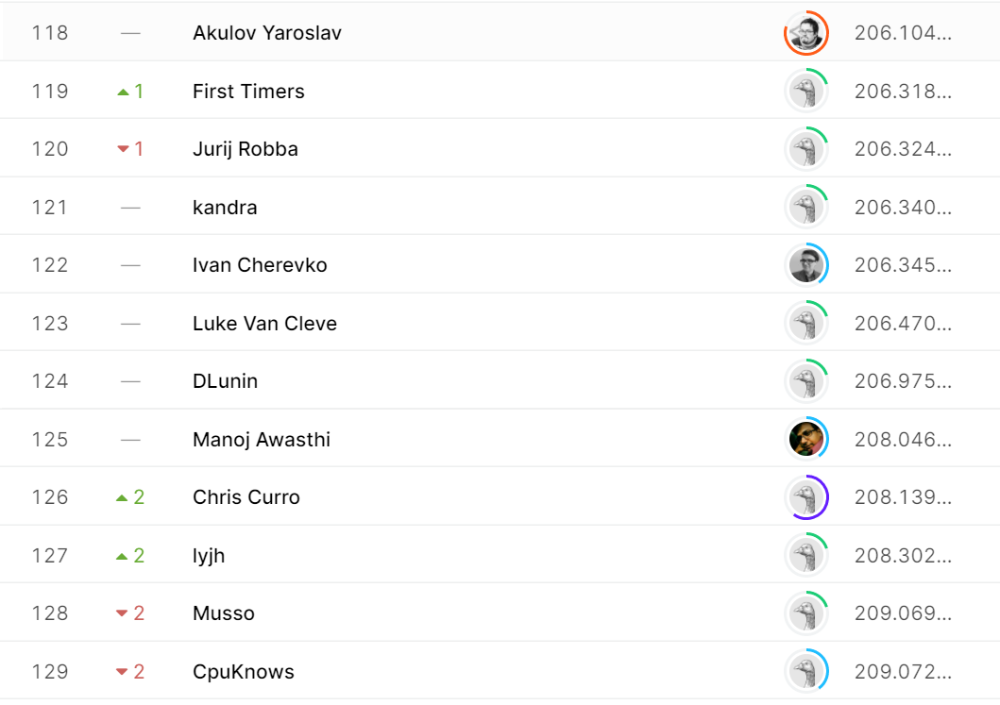 118 — Akulov Yaroslav 206.104...
119 1 First Timers 206.318...
120 1 Jurij Robba 206.324...
121 — kandra 206.340...
122 — Ivan Cherevko 206.345...
123 — Luke Van Cleve 206.470...
124 — DLunin 206.975...
125 — Manoj Awasthi 208.046...
126 2 Chris Curro 208.139...
127 2 lyjh 208.302...
128 2 Musso 209.069...
129 2 CpuKnows 209.072...